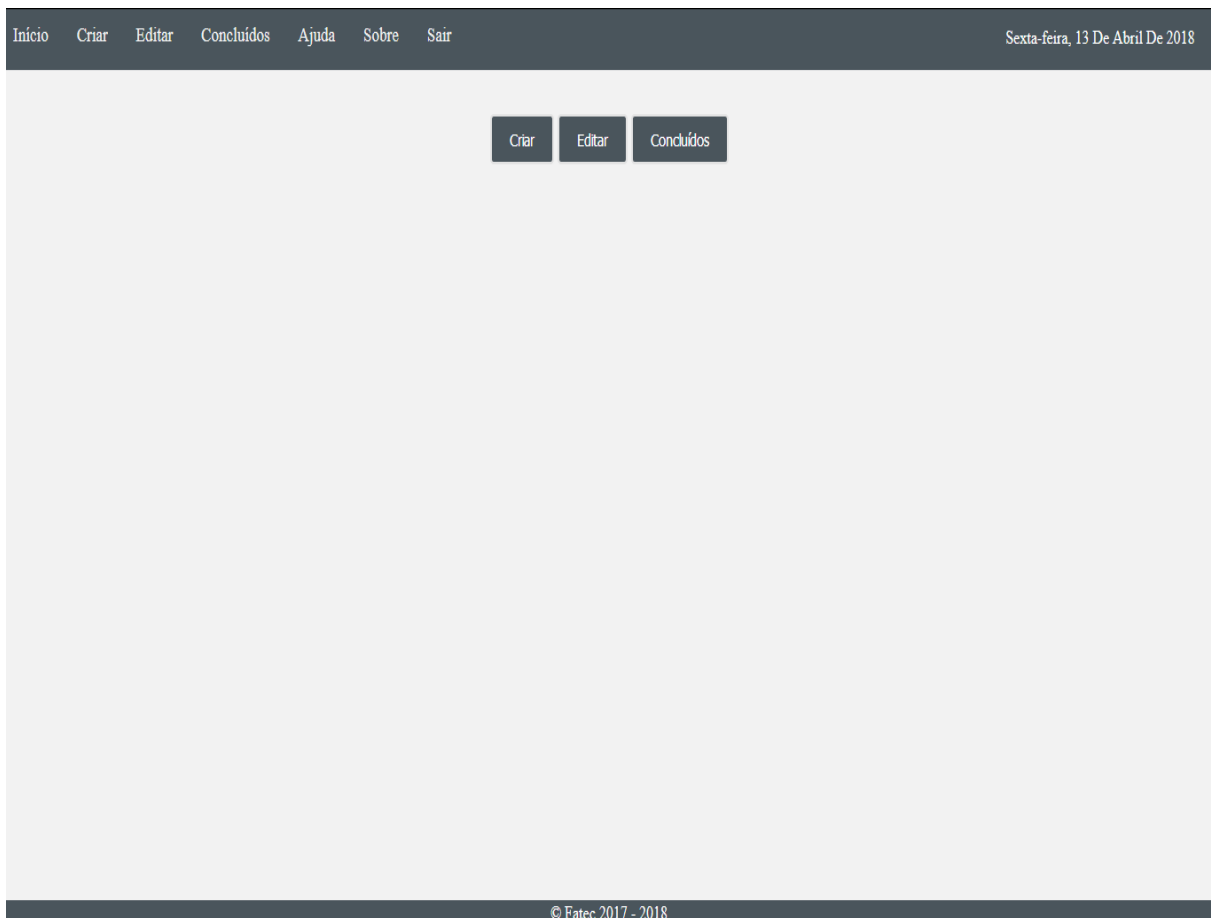 Início Criar Editar Concluídos Ajuda Sobre Sair Sexta-feira, 13 De Abril De 2018
Criar Editar Concluídos
© Fatec 2017 - 2018